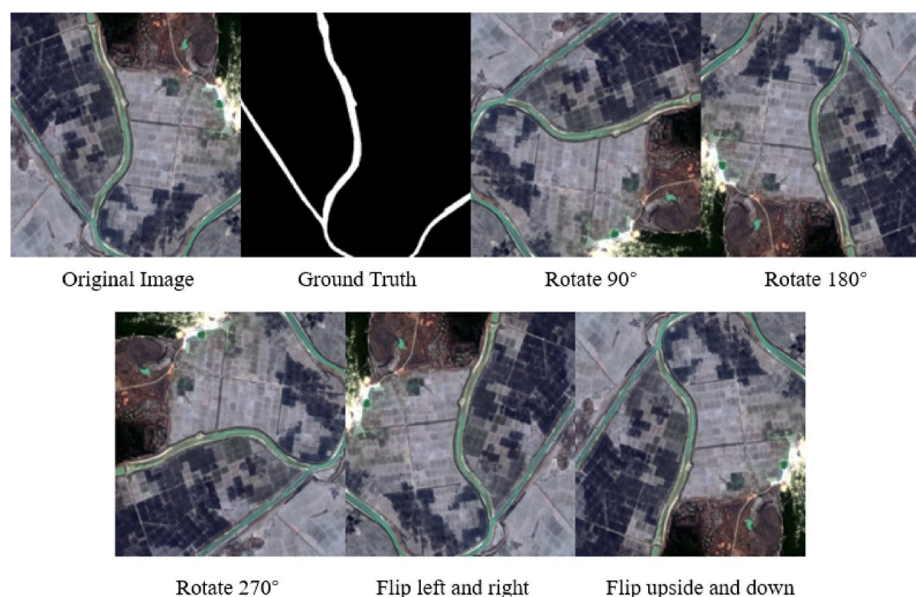 Original Image
Ground Truth
Rotate 90°
Rotate 180°
Rotate 270°
Flip left and right
Flip upside and down